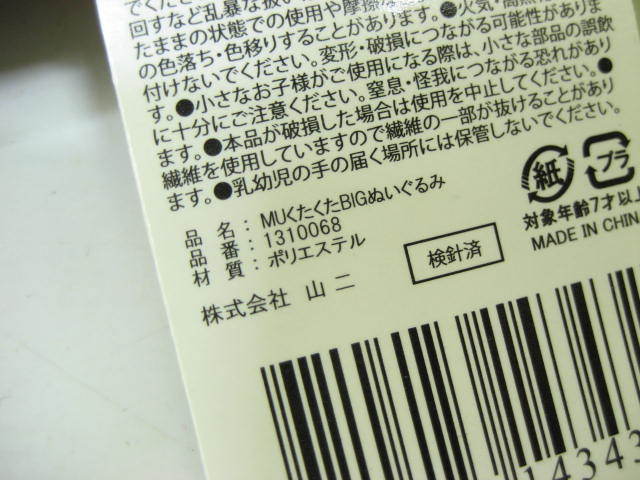 でください
回すなど乱暴な扱い
たままの状態での使用や摩擦な
の色落ち・色移りすることがあります。●火気・高熱
付けないでください。変形・破損につながる可能性がありま
す。●小さなお子様がご使用になる際は、小さな部品の誤飲
に十分にご注意ください。窒息・怪我につながる恐れがあり
ます。●本品が破損した場合は使用を中止してください。●
繊維を使用していますので繊維の一部が抜けることがあり
ます。●乳幼児の手の届く場所には保管しないでください。
品名：MUくたくたBIGぬいぐるみ
品番：1310068
材質：ポリエステル
株式会社 山二
検針済
紙
プラ
対象年齢7才以上
MADE IN CHIN
14343